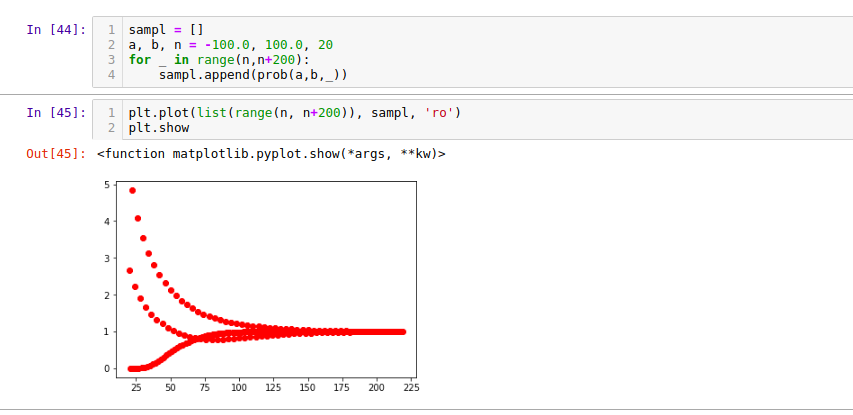 In [44]:
1 sampl = []
2 a, b, n = -100.0, 100.0, 20
3 for _ in range(n,n+200):
4     sampl.append(prob(a,b,_))
In [45]:
1 plt.plot(list(range(n, n+200)), sampl, 'ro')
2 plt.show
Out[45]: <function matplotlib.pyplot.show(*args, **kw)>
5
4
3
2
1
0
25 50 75 100 125 150 175 200 225